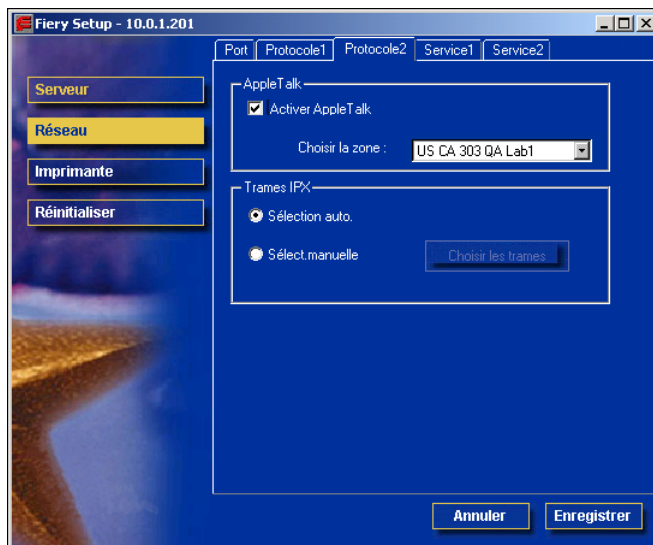 Fiery Setup - 10.0.1.201
Port Protocole1 Protocole2 Service1 Service2
Serveur
Réseau
Imprimante
Réinitialiser
AppleTalk
Activer AppleTalk
Choisir la zone : US CA 303 QA Lab1
Trames IPX
Sélection auto.
Sélect.manuelle Choisir les trames
Annuler Enregistrer